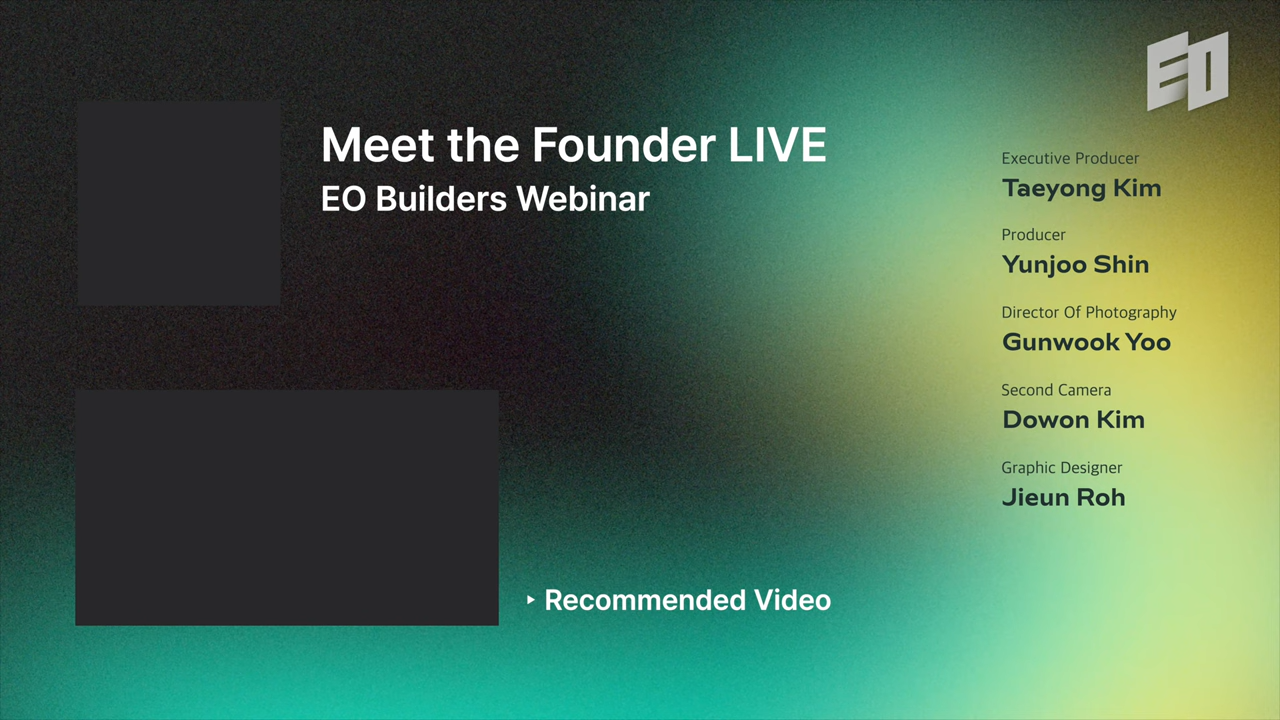 EO
Meet the Founder LIVE
EO Builders Webinar
Executive Producer
Taeyong Kim
Producer
Yunjoo Shin
Director Of Photography
Gunwook Yoo
Second Camera
Dowon Kim
Graphic Designer
Jieun Roh
▸ Recommended Video